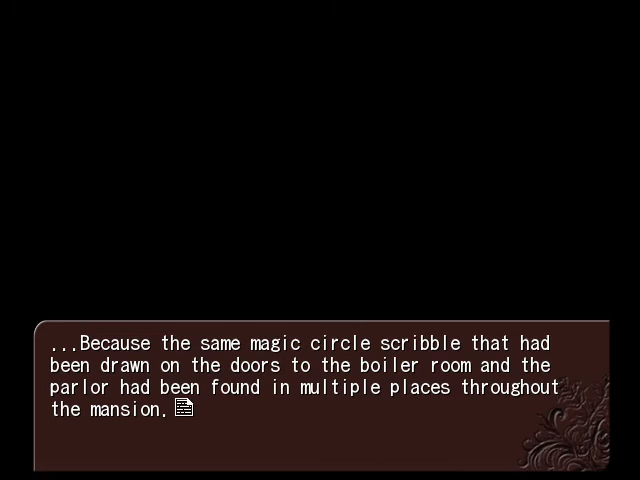 ...Because the same magic circle scribble that had
been drawn on the doors to the boiler room and the
parlor had been found in multiple places throughout
the mansion.